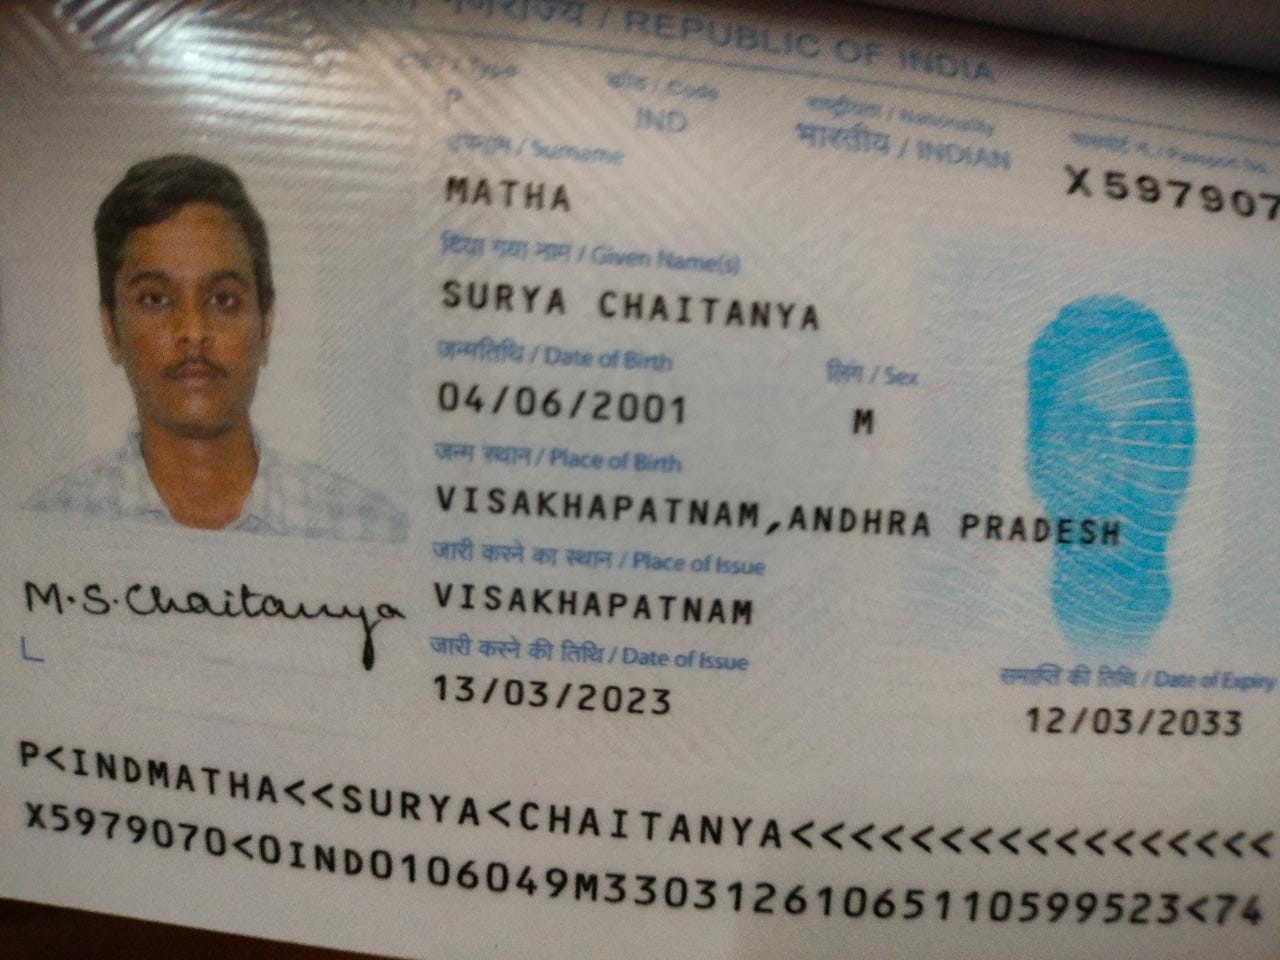 गणराज्य / REPUBLIC OF INDIA
टाइप / Type
कोड / Code
राष्ट्रीयता / Nationality
पासपोर्ट न. / Passport No.
P
IND
भारतीय / INDIAN
X597907
उपनाम / Surname
MATHA
दिया गया नाम / Given Name(s)
SURYA CHAITANYA
जन्मतिथि / Date of Birth
लिंग / Sex
04/06/2001
M
जन्म स्थान / Place of Birth
VISAKHAPATNAM,ANDHRA PRADESH
जारी करने का स्थान / Place of Issue
VISAKHAPATNAM
M.S.Chaitanya
जारी करने की तिथि / Date of Issue
समाप्ति की तिथि / Date of Expiry
13/03/2023
12/03/2033
P<INDMATHA<<SURYA<CHAITANYA<<<<<<<<<<<<<<<<<
X5979070<0IND0106049M3303126106511059​9523<74